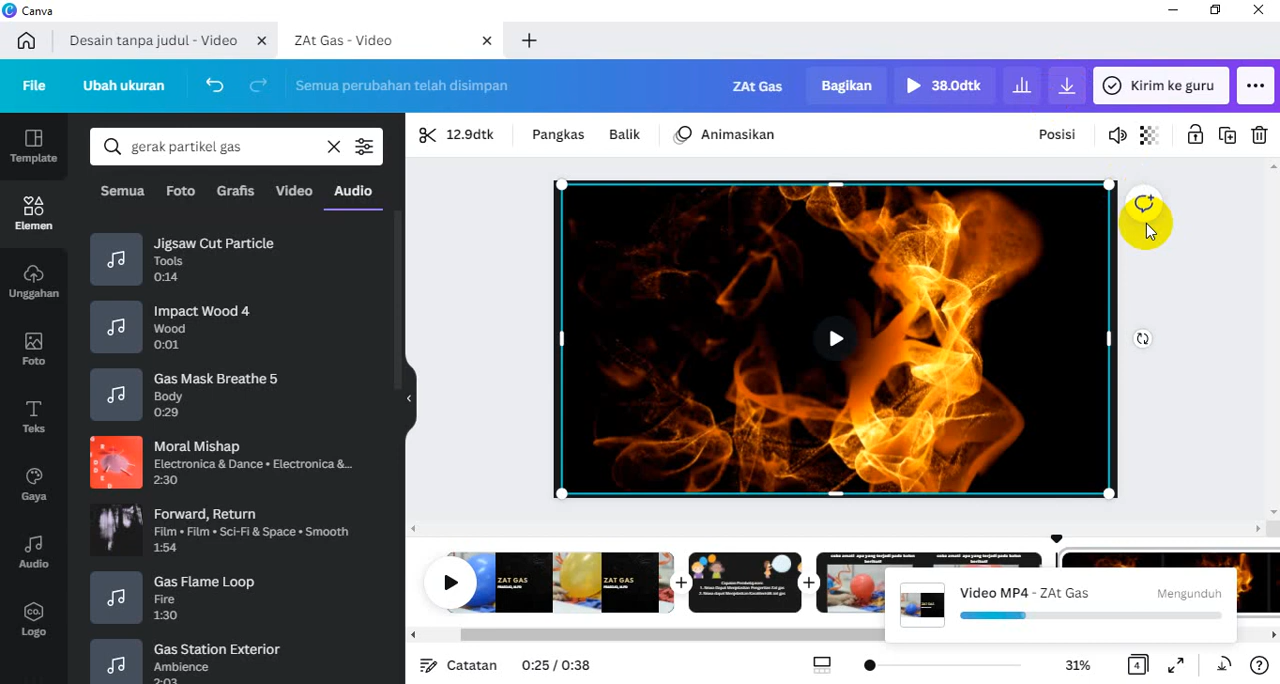 Canva
Desain tanpa judul - Video
ZAt Gas - Video
File
Ubah ukuran
Semua perubahan telah disimpan
ZAt Gas
Bagikan
38.0dtk
Kirim ke guru
Template
Elemen
Unggahan
Foto
Teks
Gaya
Audio
Logo
gerak partikel gas
Semua
Foto
Grafis
Video
Audio
Jigsaw Cut Particle
Tools
0:14
Impact Wood 4
Wood
0:01
Gas Mask Breathe 5
Body
0:29
Moral Mishap
Electronica & Dance • Electronica &...
2:30
Forward, Return
Film • Film • Sci-Fi & Space • Smooth
1:54
Gas Flame Loop
Fire
1:30
Gas Station Exterior
Ambience
2:03
12.9dtk
Pangkas
Balik
Animasikan
Posisi
ZAT GAS
ZAT GAS
Video MP4 - ZAt Gas
Mengunduh
Catatan
0:25 / 0:38
31%
4